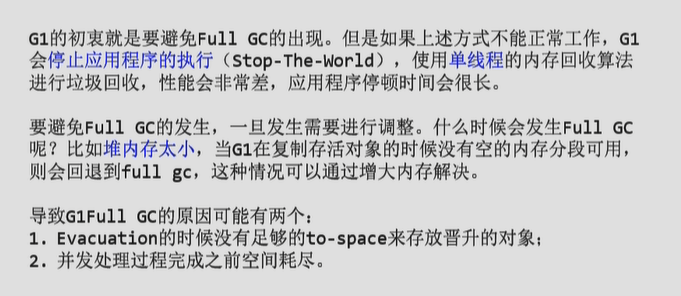 G1的初衷就是要避免Full GC的出现。但是如果上述方式不能正常工作，G1
会停止应用程序的执行（Stop-The-World），使用单线程的内存回收算法
进行垃圾回收，性能会非常差，应用程序停顿时间会很长。
要避免Full GC的发生，一旦发生需要进行调整。什么时候会发生Full GC
呢？比如堆内存太小，当G1在复制存活对象的时候没有空的内存分段可用，
则会回退到full gc，这种情况可以通过增大内存解决。
导致G1Full GC的原因可能有两个：
1. Evacuation的时候没有足够的to-space来存放晋升的对象；
2. 并发处理过程完成之前空间耗尽。